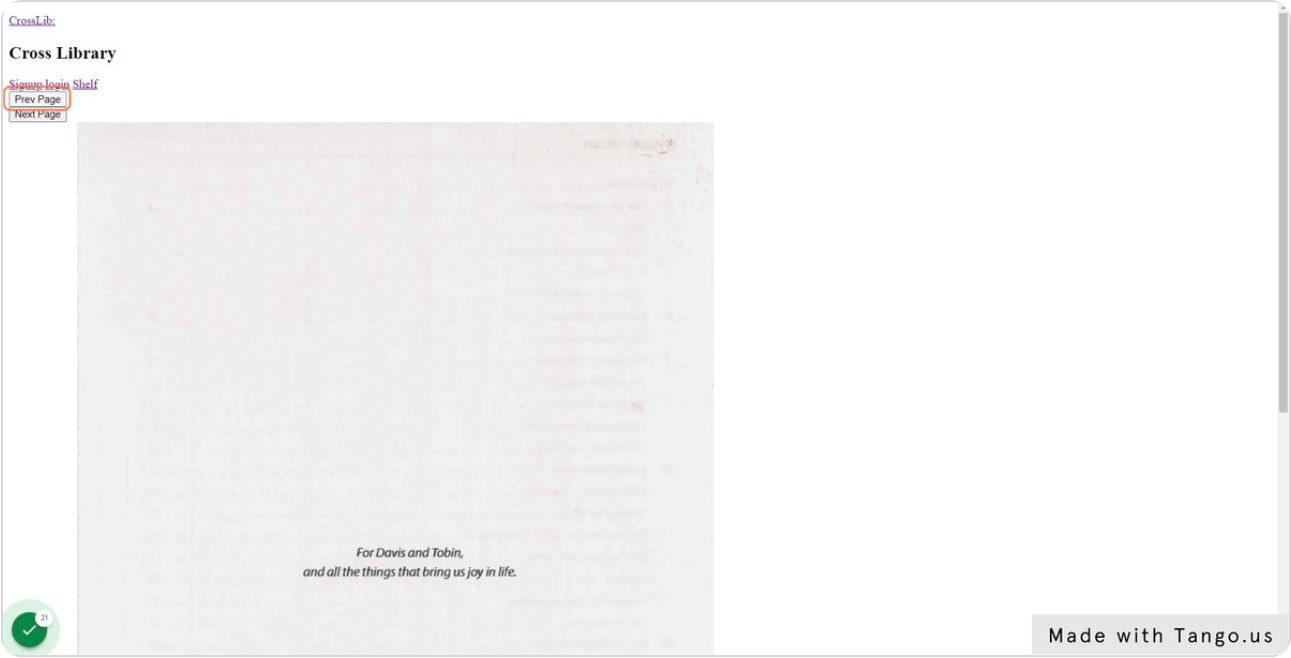 CrossLib:
Cross Library
Signup login Shelf
Prev Page
Next Page
For Davis and Tobin,
and all the things that bring us joy in life.
21
Made with Tango.us